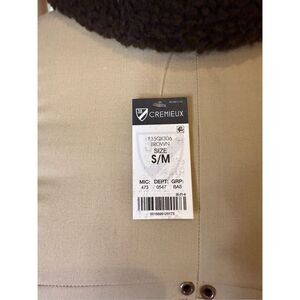 CREMIEUX
BROWN
SIZE
S/M
MIC: DEPT: GRP:
473 0547 BAS